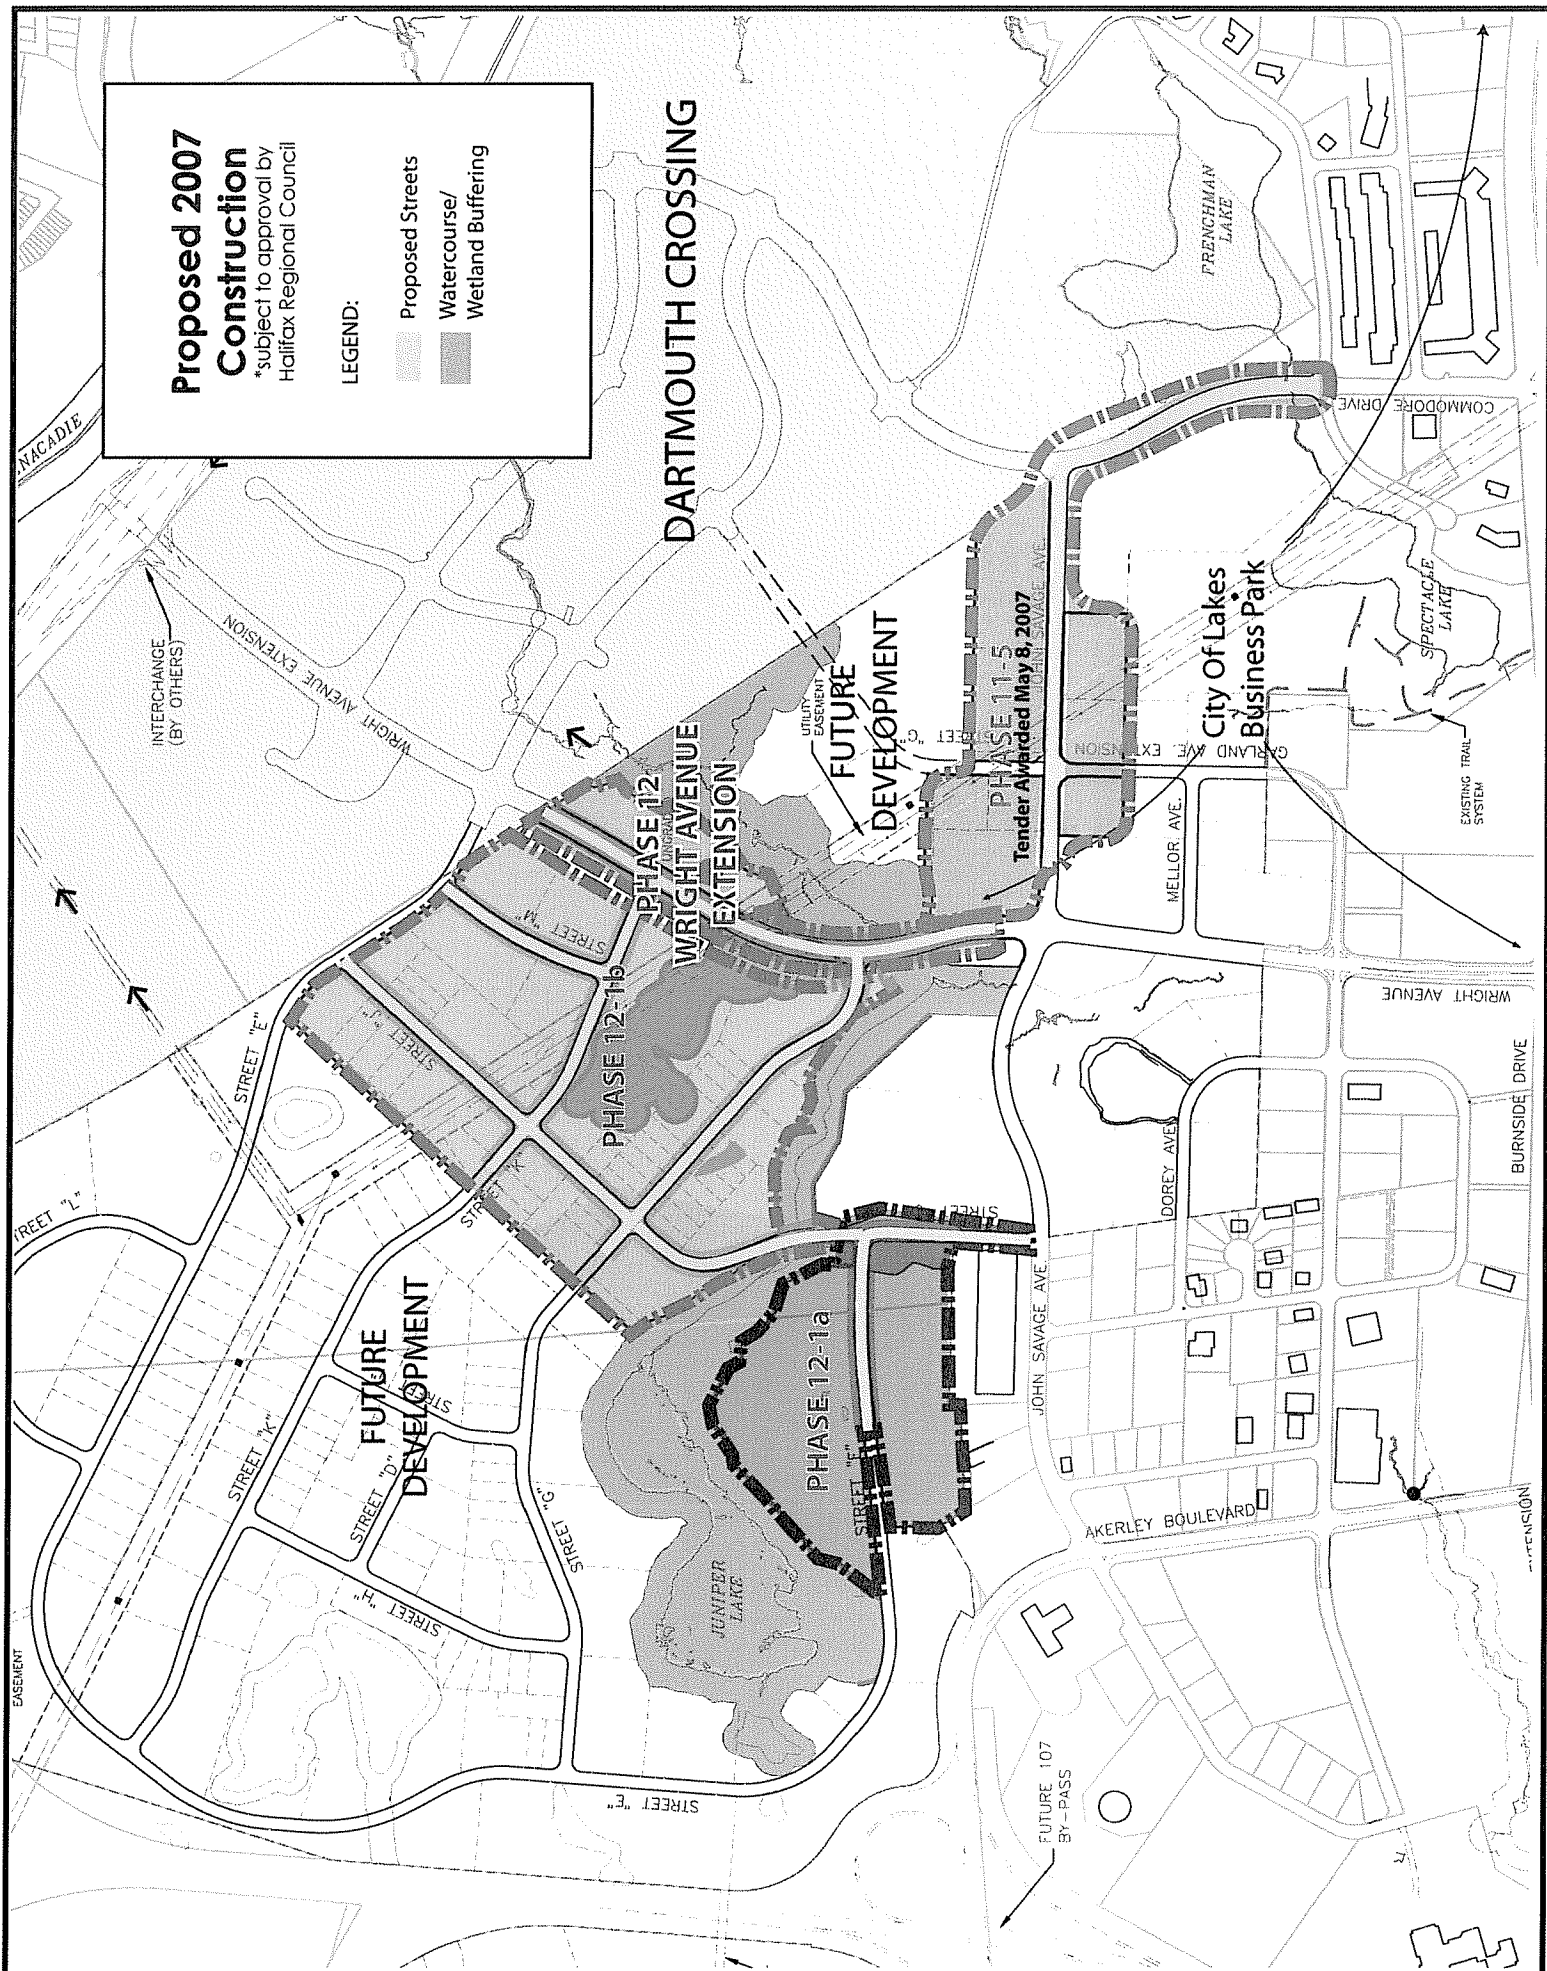 Proposed 2007
Construction
*subject to approval by
Halifax Regional Council
LEGEND:
Proposed Streets
Watercourse/
Wetland Buffering
NACADIE
INTERCHANGE
(BY OTHERS)
WRIGHT AVENUE EXTENSION
DARTMOUTH CROSSING
FRENCHMAN
LAKE
COMMODORE DRIVE
SPECTACLE
LAKE
City Of Lakes
Business Park
EXISTING TRAIL
SYSTEM
GARLAND AVE. EXTENSION
UTILITY
EASEMENT
FUTURE
DEVELOPMENT
STREET "C"
PHASE 11-5
Tender Awarded May 8, 2007
JOHN SAVAGE AVE.
MELLOR AVE.
PHASE 12
WRIGHT AVENUE
EXTENSION
PHASE 12-1b
STREET "M"
STREET "J"
STREET "E"
STREET "K"
STREET "L"
WRIGHT AVENUE
BURNSIDE DRIVE
DOREY AVE
STREET
JOHN SAVAGE AVE
PHASE 12-1a
STREET "F"
FUTURE
DEVELOPMENT
STREET
STREET "K"
STREET "D"
STREET "G"
STREET "H"
JUNIPER
LAKE
STREET "E"
AKERLEY BOULEVARD
EASEMENT
FUTURE 107
BY-PASS